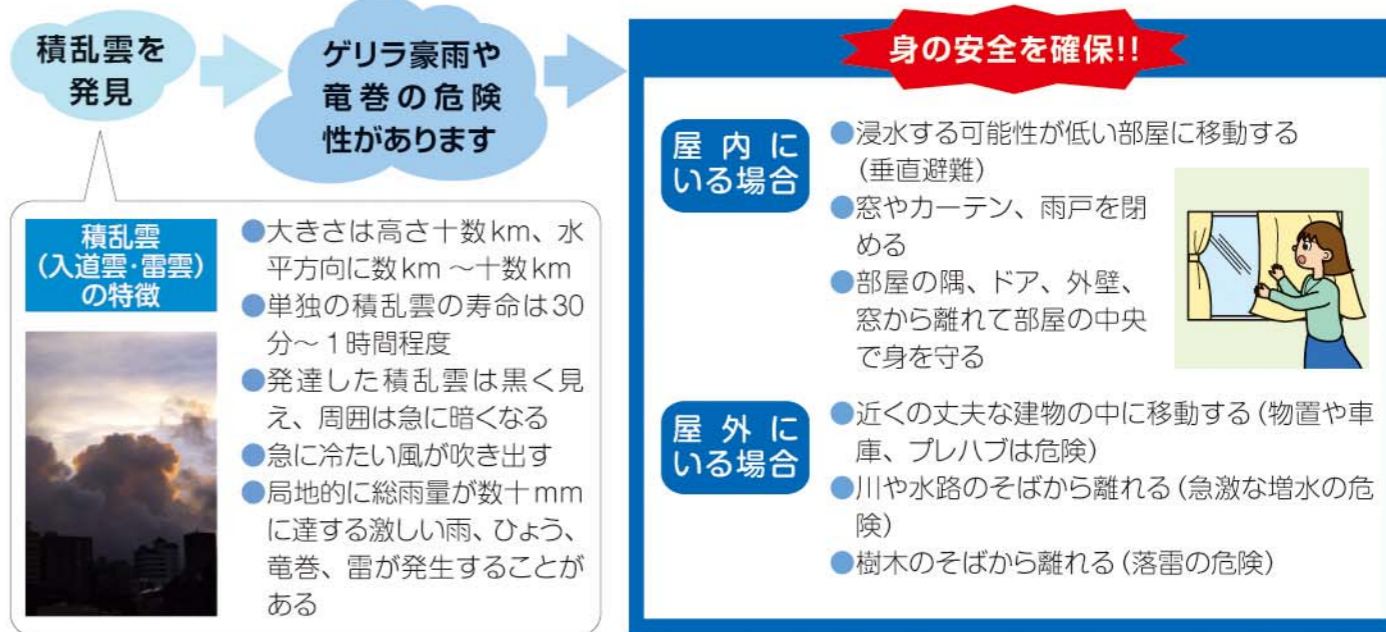 積乱雲を
発見
ゲリラ豪雨や
竜巻の危険
性があります
積乱雲
(入道雲・雷雲)
の特徴
●大きさは高さ十数km、水
平方向に数km ～十数km
●単独の積乱雲の寿命は30
分～ 1時間程度
●発達した積乱雲は黒く見
え、周囲は急に暗くなる
●急に冷たい風が吹き出す
●局地的に総雨量が数十mm
に達する激しい雨、ひょう、
竜巻、雷が発生することが
ある
身の安全を確保!!
屋内に
いる場合
●浸水する可能性が低い部屋に移動する
(垂直避難)
●窓やカーテン、雨戸を閉
める
●部屋の隅、ドア、外壁、
窓から離れて部屋の中央
で身を守る
屋外に
いる場合
●近くの丈夫な建物の中に移動する(物置や車
庫、プレハブは危険)
●川や水路のそばから離れる(急激な増水の危
険)
●樹木のそばから離れる(落雷の危険)